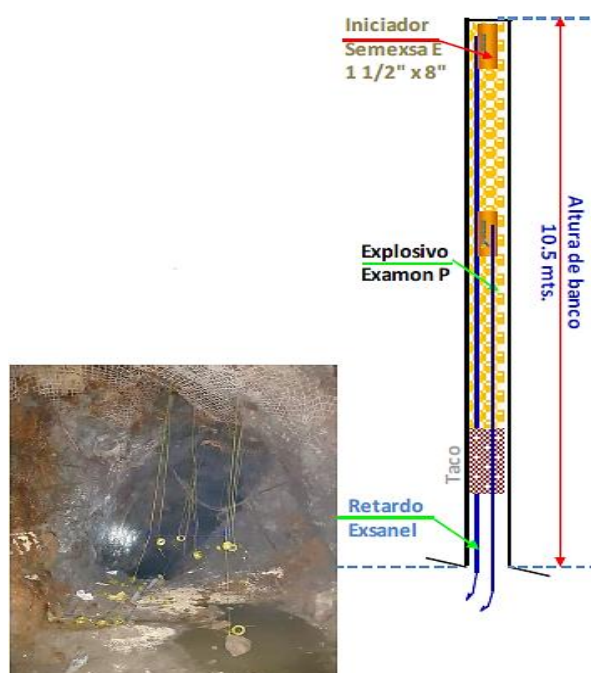 Iniciador
Semexsa E
1 1/2" x 8"
Explosivo
Examon P
Altura de banco
10.5 mts.
Taco
Retardo
Exsanel